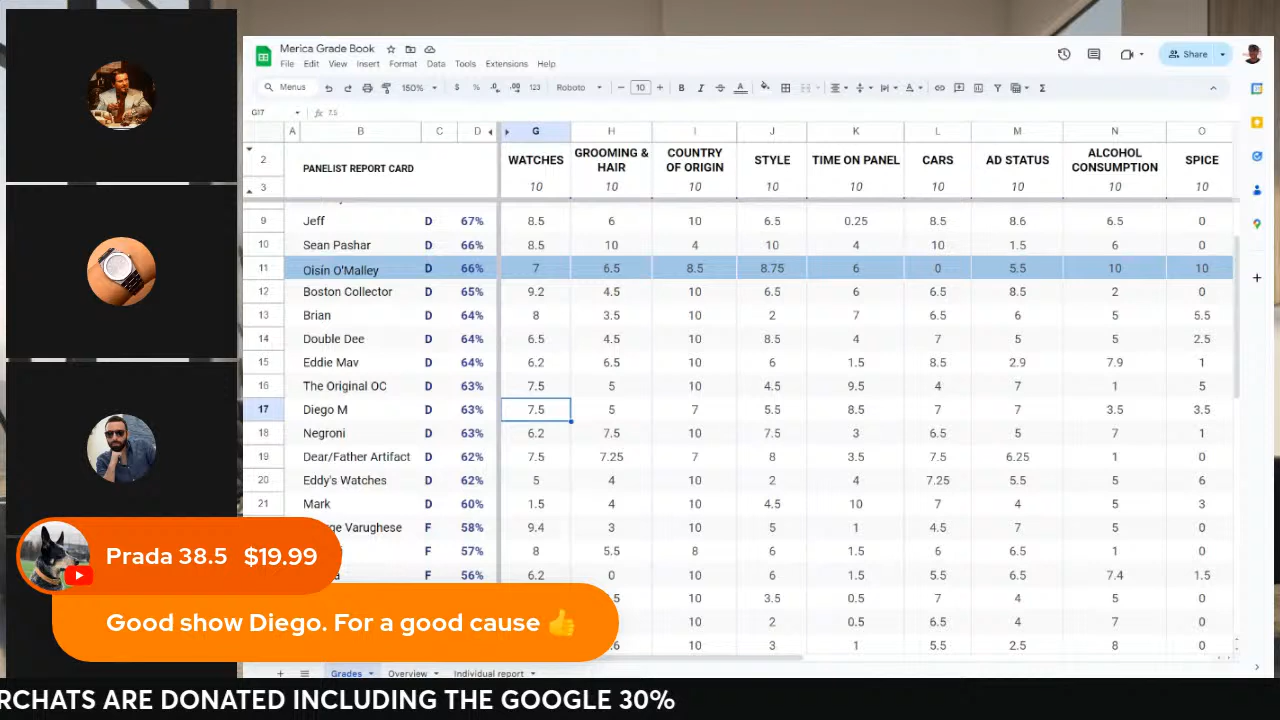 Merica Grade Book
File Edit View Insert Format Data Tools Extensions Help
Share
Menus 150% $ % .0 .00 123 Roboto 10 B I A
G17 fx 7.5
A B C D G H I J K L M N O
2 PANELIST REPORT CARD WATCHES GROOMING & HAIR COUNTRY OF ORIGIN STYLE TIME ON PANEL CARS AD STATUS ALCOHOL CONSUMPTION SPICE
3 10 10 10 10 10 10 10 10 10
9 Jeff D 67% 8.5 6 10 6.5 0.25 8.5 8.6 6.5 0
10 Sean Pashar D 66% 8.5 10 4 10 4 10 1.5 6 0
11 Oisín O'Malley D 66% 7 6.5 8.5 8.75 6 0 5.5 10 10
12 Boston Collector D 65% 9.2 4.5 10 6.5 6 6.5 8.5 2 0
13 Brian D 64% 8 3.5 10 2 7 6.5 6 5 5.5
14 Double Dee D 64% 6.5 4.5 10 8.5 4 7 5 5 2.5
15 Eddie Mav D 64% 6.2 6.5 10 6 1.5 8.5 2.9 7.9 1
16 The Original OC D 63% 7.5 5 10 4.5 9.5 4 7 1 5
17 Diego M D 63% 7.5 5 7 5.5 8.5 7 7 3.5 3.5
18 Negroni D 63% 6.2 7.5 10 7.5 3 6.5 5 7 1
19 Dear/Father Artifact D 62% 7.5 7.25 7 8 3.5 7.5 6.25 1 0
20 Eddy's Watches D 62% 5 4 10 2 4 7.25 5.5 5 6
21 Mark D 60% 1.5 4 10 4.5 10 7 4 5 3
Varughese F 58% 9.4 3 10 5 1 4.5 7 5 0
F 57% 8 5.5 8 6 1.5 6 6.5 1 0
F 56% 6.2 0 10 6 1.5 5.5 6.5 7.4 1.5
10 3.5 0.5 7 4 5 0
10 2 0.5 6.5 4 7 0
10 3 1 5.5 2.5 8 0
Prada 38.5 $19.99
Good show Diego. For a good cause 👍
Grades Overview Individual report
RCHATS ARE DONATED INCLUDING THE GOOGLE 30%